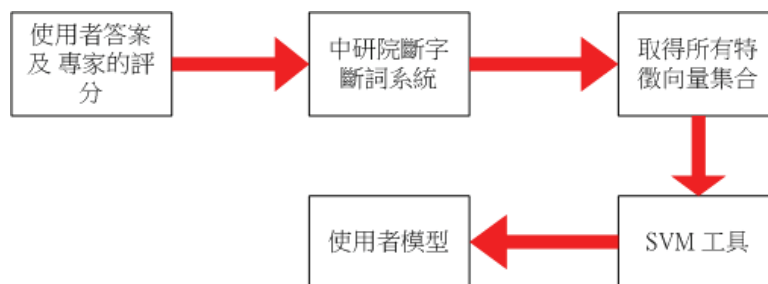 使用者答案
及 專家的評
分
中研院斷字
斷詞系統
取得所有特
徵向量集合
SVM 工具
使用者模型